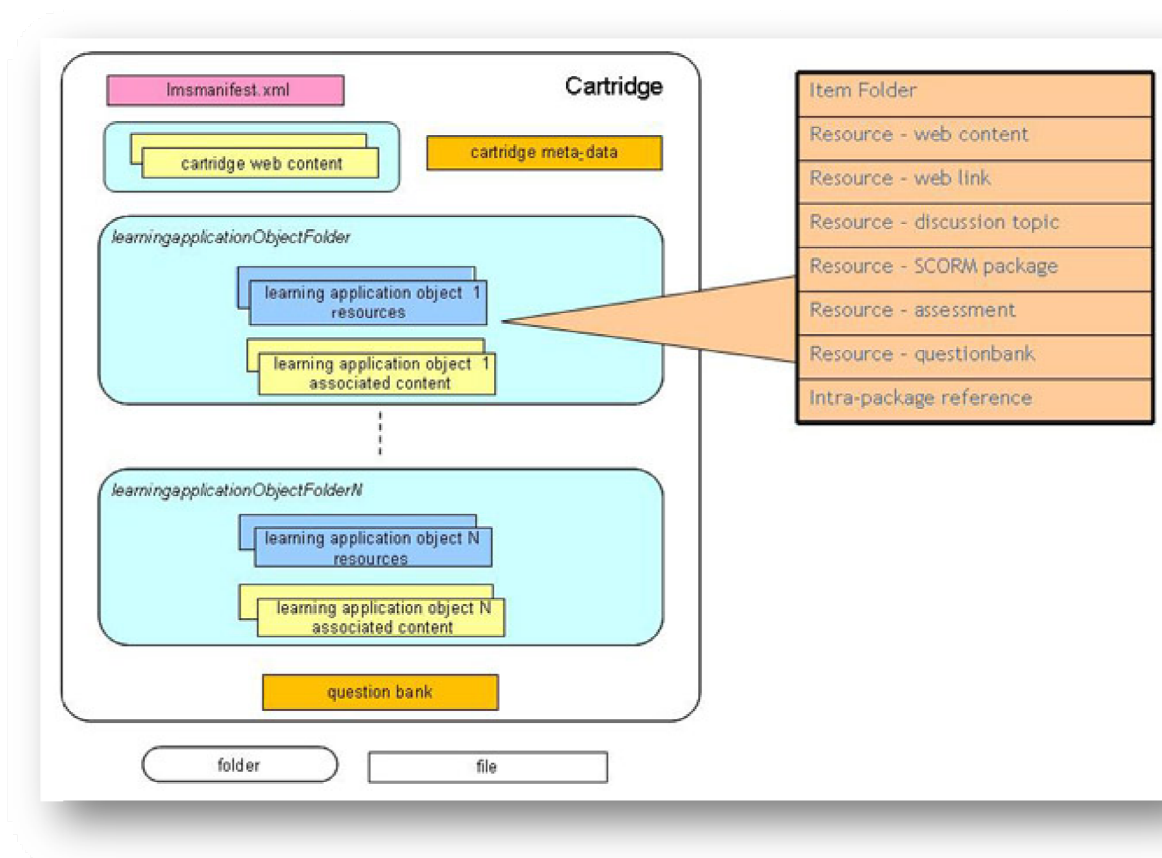 Imsmanifest.xml
Cartridge
cartridge web content
cartridge meta-data
learningapplicationObjectFolder
learning application object 1
resources
learning application object 1
associated content
learningapplicationObjectFolderN
learning application object N
resources
learning application object N
associated content
question bank
folder
file
Item Folder
Resource - web content
Resource - web link
Resource - discussion topic
Resource - SCORM package
Resource - assessment
Resource - questionbank
Intra-package reference